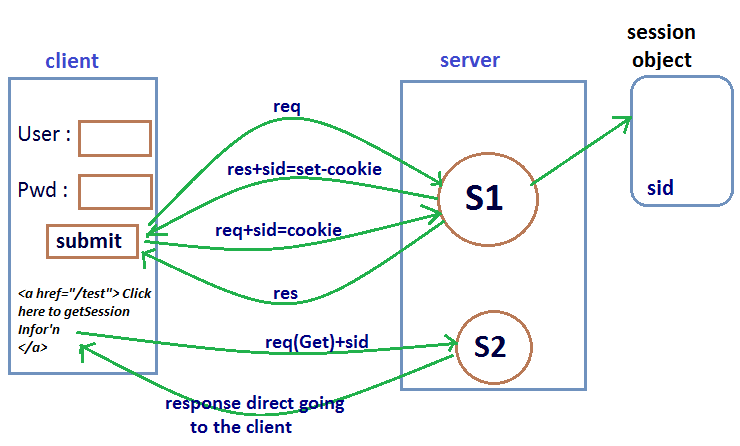 session
object
client
server
User :
Pwd :
submit
<a href="/test"> Click
here to getSession
Infor'n
</a>
req
res+sid=set-cookie
req+sid=cookie
res
req(Get)+sid
response direct going
to the client
S1
S2
sid